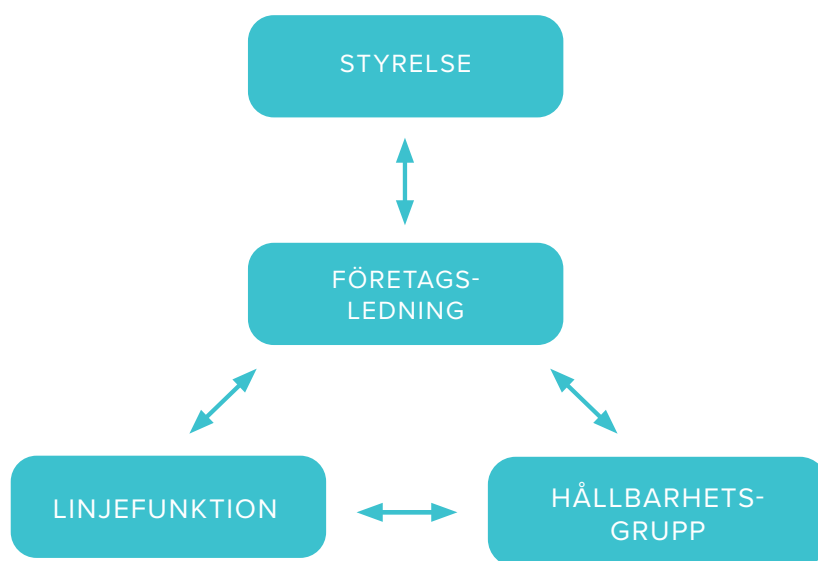 STYRELSE
FÖRETAGS-
LEDNING
LINJEFUNKTION
HÅLLBARHETS-
GRUPP